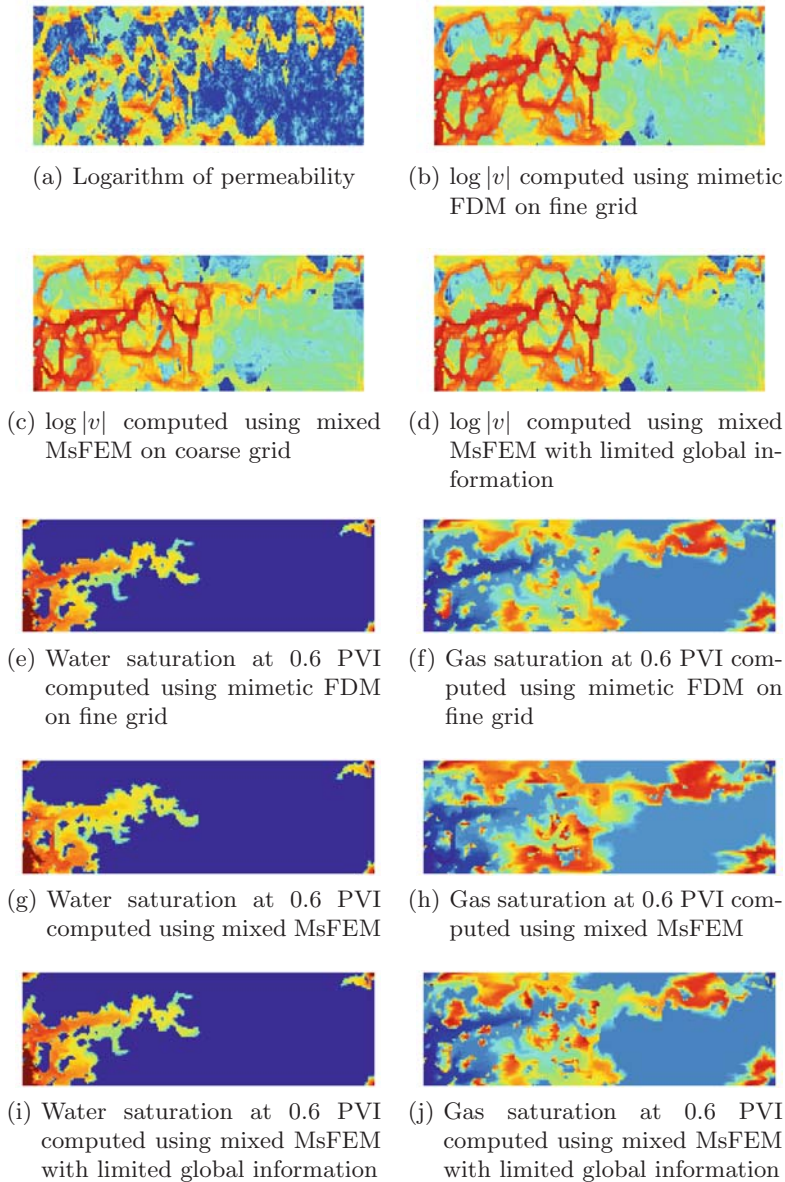 (a) Logarithm of permeability
(b) log |v| computed using mimetic
FDM on fine grid
(c) log |v| computed using mixed
MsFEM on coarse grid
(d) log |v| computed using mixed
MsFEM with limited global in-
formation
(e) Water saturation at 0.6 PVI
computed using mimetic FDM
on fine grid
(f) Gas saturation at 0.6 PVI com-
puted using mimetic FDM on
fine grid
(g) Water saturation at 0.6 PVI
computed using mixed MsFEM
(h) Gas saturation at 0.6 PVI com-
puted using mixed MsFEM
(i) Water saturation at 0.6 PVI
computed using mixed MsFEM
with limited global information
(j) Gas saturation at 0.6 PVI
computed using mixed MsFEM
with limited global information